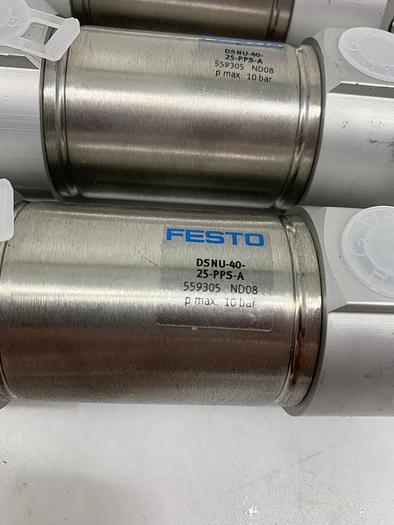 DSNU-40-
25-PPS-A
559305 ND08
p max. 10 bar
FESTO
DSNU-40-
25-PPS-A
559305 ND08
p max. 10 bar